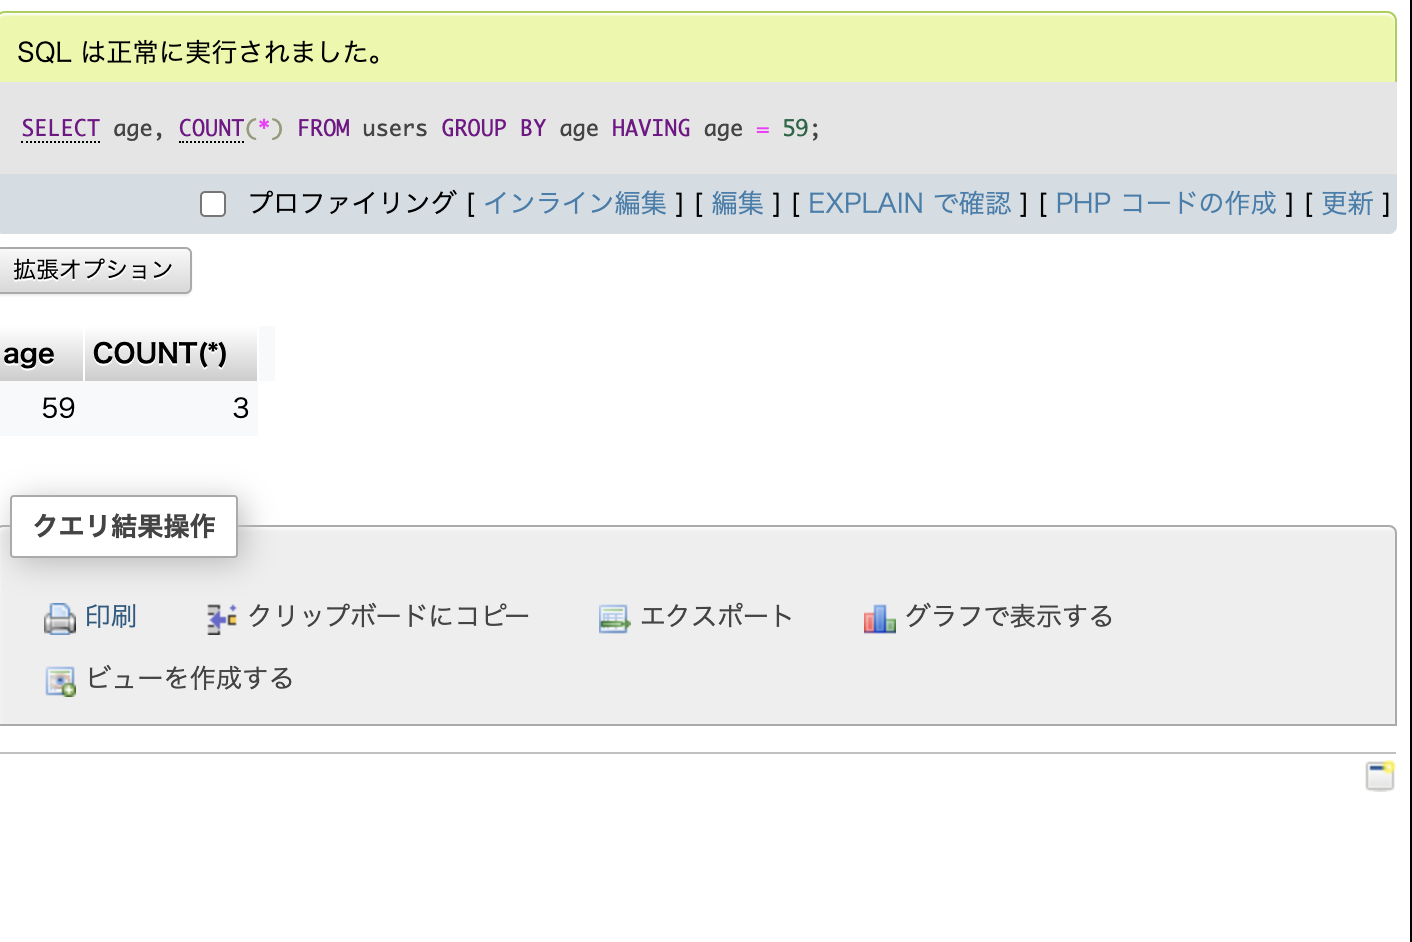 SQL は正常に実行されました。
SELECT age, COUNT(*) FROM users GROUP BY age HAVING age = 59;
プロファイリング [ インライン編集 ] [ 編集 ] [ EXPLAIN で確認 ] [ PHP コードの作成 ] [ 更新 ]
拡張オプション
age COUNT(*)
59 3
クエリ結果操作
印刷 クリップボードにコピー エクスポート グラフで表示する
ビューを作成する